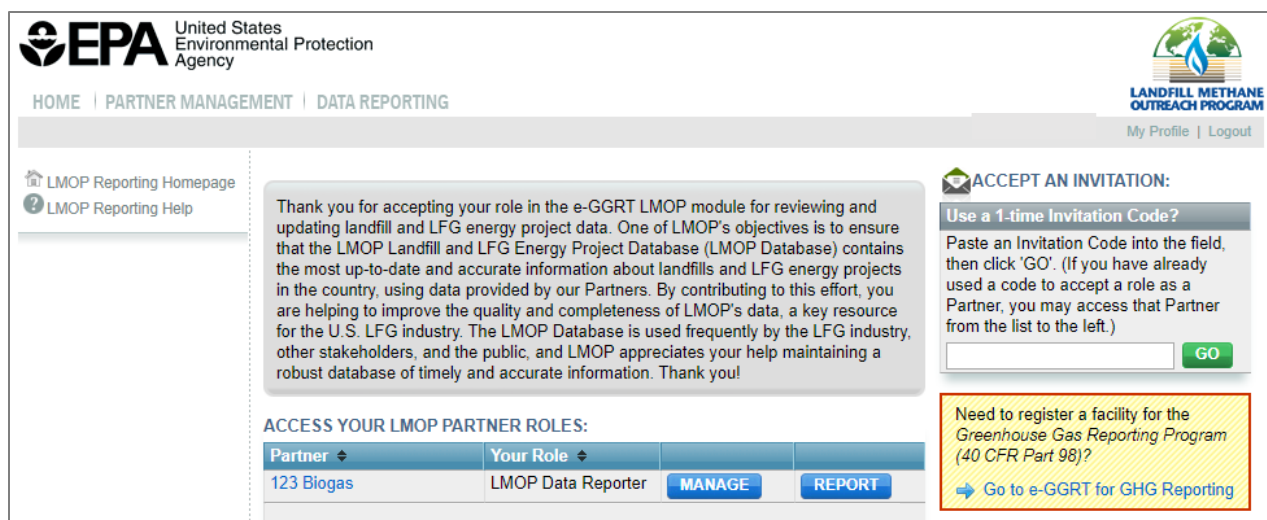 EPA United States
Environmental Protection
Agency
LANDFILL METHANE
OUTREACH PROGRAM
HOME | PARTNER MANAGEMENT | DATA REPORTING
My Profile | Logout
LMOP Reporting Homepage
? LMOP Reporting Help
Thank you for accepting your role in the e-GGRT LMOP module for reviewing and
updating landfill and LFG energy project data. One of LMOP's objectives is to ensure
that the LMOP Landfill and LFG Energy Project Database (LMOP Database) contains
the most up-to-date and accurate information about landfills and LFG energy projects
in the country, using data provided by our Partners. By contributing to this effort, you
are helping to improve the quality and completeness of LMOP's data, a key resource
for the U.S. LFG industry. The LMOP Database is used frequently by the LFG industry,
other stakeholders, and the public, and LMOP appreciates your help maintaining a
robust database of timely and accurate information. Thank you!
ACCESS YOUR LMOP PARTNER ROLES:
Partner Your Role
123 Biogas LMOP Data Reporter MANAGE REPORT
ACCEPT AN INVITATION:
Use a 1-time Invitation Code?
Paste an Invitation Code into the field,
then click 'GO'. (If you have already
used a code to accept a role as a
Partner, you may access that Partner
from the list to the left.)
GO
Need to register a facility for the
Greenhouse Gas Reporting Program
(40 CFR Part 98)?
Go to e-GGRT for GHG Reporting